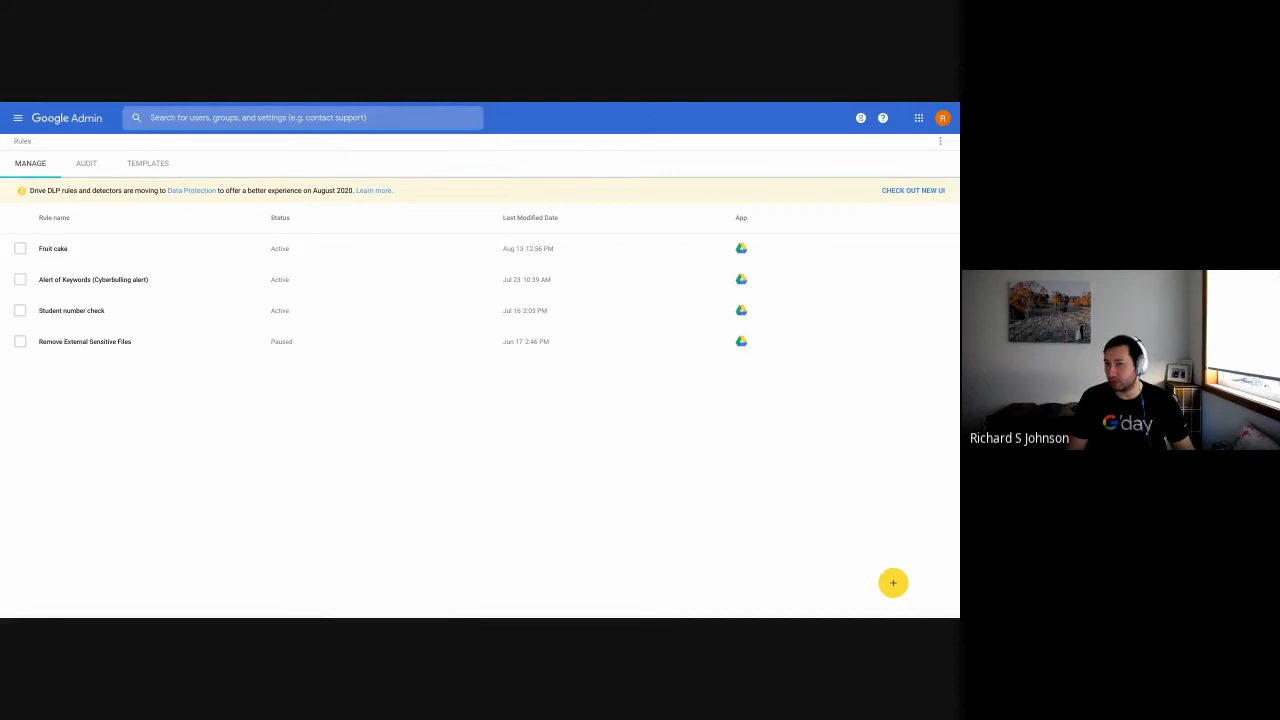 Google Admin
Search for users, groups, and settings (e.g. contact support)
R
Rules
MANAGE AUDIT TEMPLATES
Drive DLP rules and detectors are moving to Data Protection to offer a better experience on August 2020. Learn more. CHECK OUT NEW UI
Rule name Status Last Modified Date App
Fruit cake Active Aug 13 12:56 PM
Alert of Keywords (Cyberbulling alert) Active Jul 23 10:39 AM
Student number check Active Jul 16 2:03 PM
Remove External Sensitive Files Paused Jun 17 2:46 PM
G'day
Richard S Johnson